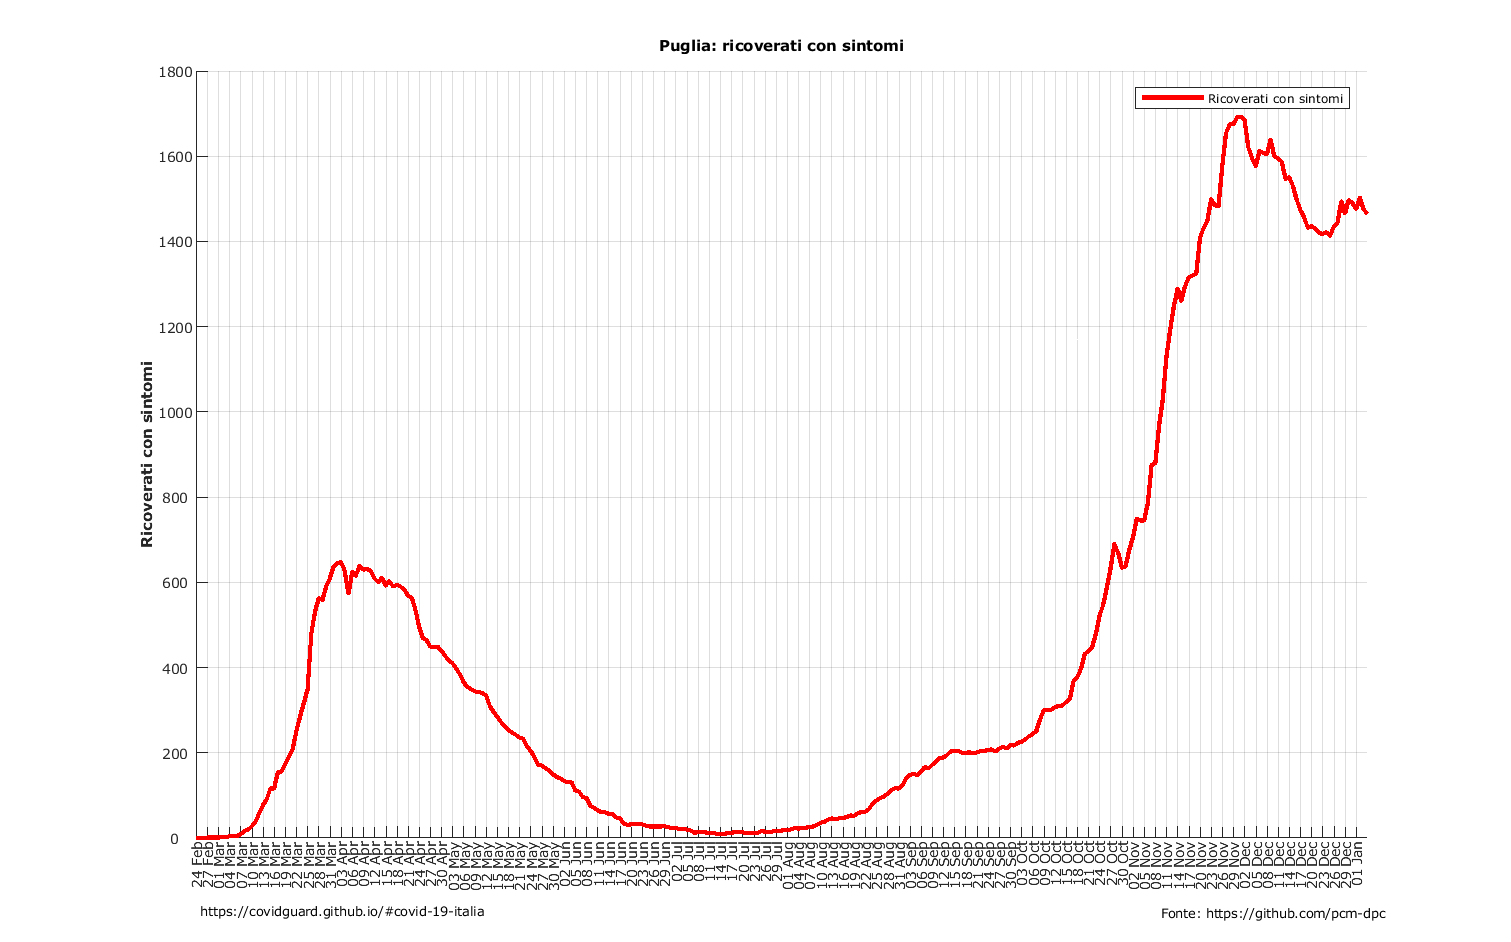 Puglia: ricoverati con sintomi
Ricoverati con sintomi
Ricoverati con sintomi
1800
1600
1400
1200
1000
800
600
400
200
0
24 Feb
27 Feb
01 Mar
04 Mar
07 Mar
10 Mar
13 Mar
16 Mar
19 Mar
22 Mar
25 Mar
28 Mar
31 Mar
03 Apr
06 Apr
09 Apr
12 Apr
15 Apr
18 Apr
21 Apr
24 Apr
27 Apr
30 Apr
03 May
06 May
09 May
12 May
15 May
18 May
21 May
24 May
27 May
30 May
02 Jun
05 Jun
08 Jun
11 Jun
14 Jun
17 Jun
20 Jun
23 Jun
26 Jun
29 Jun
02 Jul
05 Jul
08 Jul
11 Jul
14 Jul
17 Jul
20 Jul
23 Jul
26 Jul
29 Jul
01 Aug
04 Aug
07 Aug
10 Aug
13 Aug
16 Aug
19 Aug
22 Aug
25 Aug
28 Aug
31 Aug
03 Sep
06 Sep
09 Sep
12 Sep
15 Sep
18 Sep
21 Sep
24 Sep
27 Sep
30 Sep
03 Oct
06 Oct
09 Oct
12 Oct
15 Oct
18 Oct
21 Oct
24 Oct
27 Oct
30 Oct
02 Nov
05 Nov
08 Nov
11 Nov
14 Nov
17 Nov
20 Nov
23 Nov
26 Nov
29 Nov
02 Dec
05 Dec
08 Dec
11 Dec
14 Dec
17 Dec
20 Dec
23 Dec
26 Dec
29 Dec
01 Jan
https://covidguard.github.io/#covid-19-italia
Fonte: https://github.com/pcm-dpc